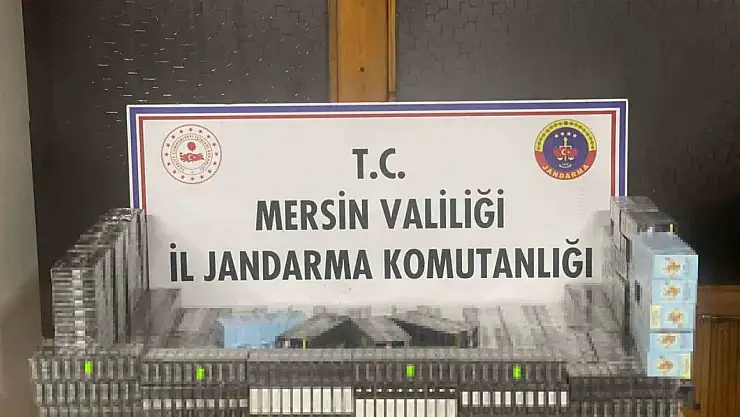 T.C.
MERSİN VALİLİĞİ
İL JANDARMA KOMUTANLIĞI
JANDARMA